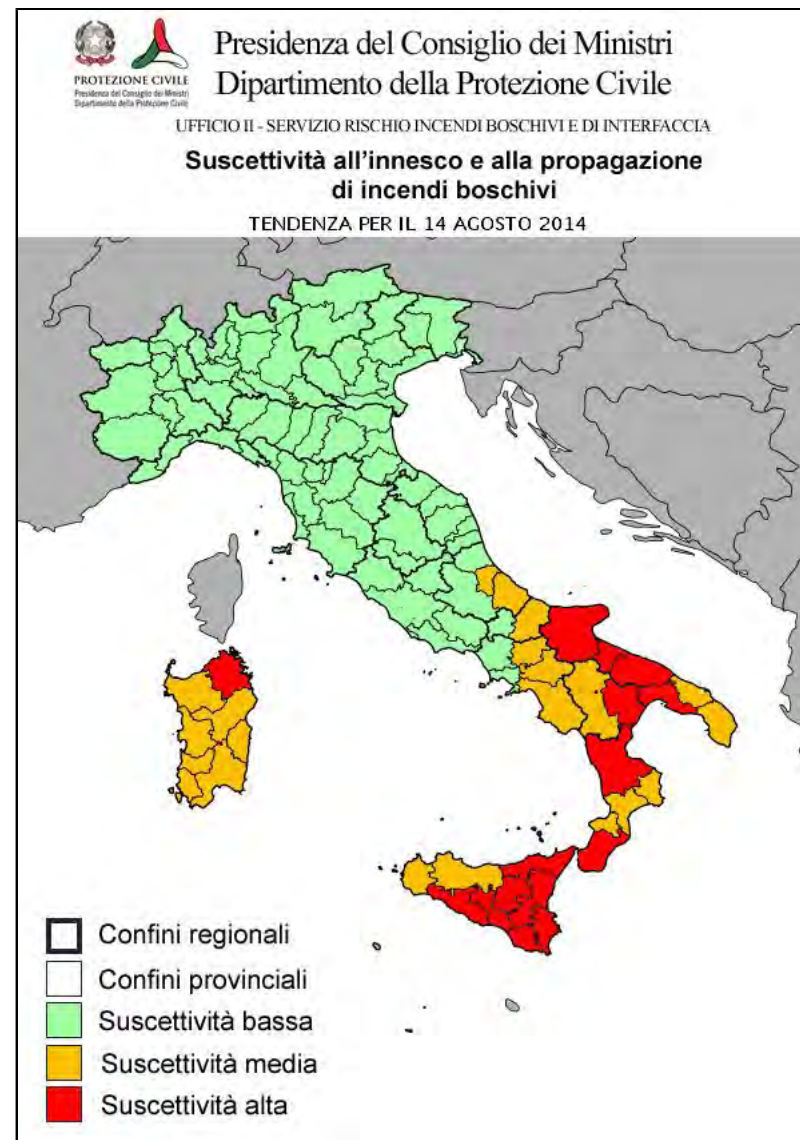 Presidenza del Consiglio dei Ministri
Dipartimento della Protezione Civile
PROTEZIONE CIVILE
Presidenza del Consiglio dei Ministri
Dipartimento della Protezione Civile
UFFICIO II - SERVIZIO RISCHIO INCENDI BOSCHIVI E DI INTERFACCIA
Suscettività all'innesco e alla propagazione
di incendi boschivi
TENDENZA PER IL 14 AGOSTO 2014
Confini regionali
Confini provinciali
Suscettività bassa
Suscettività media
Suscettività alta